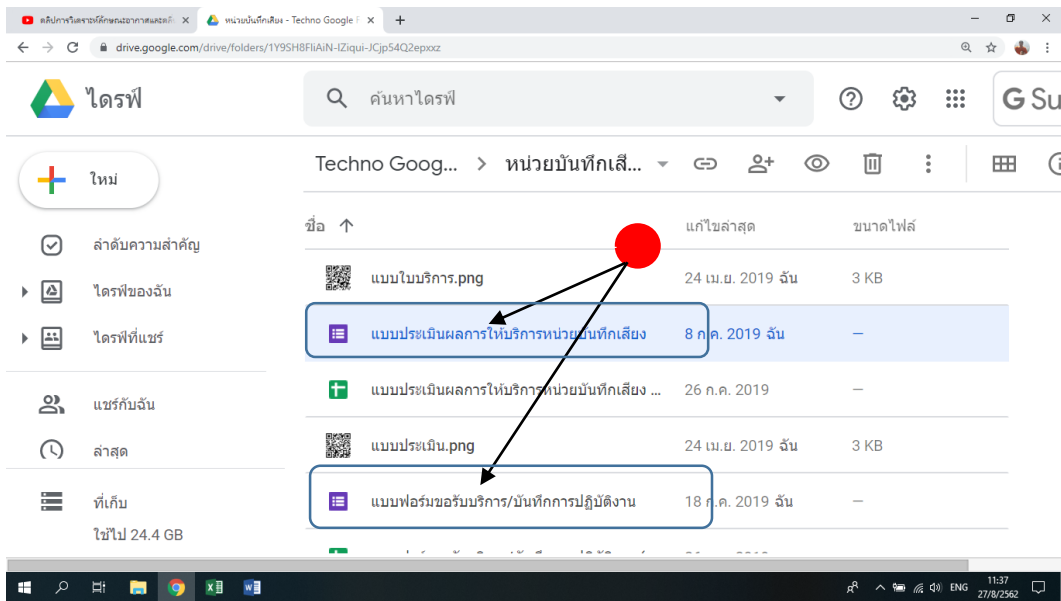 คลิปการวิเคราะห์ลักษณะอากาศและคลื่
หน่วยบันทึกเสียง - Techno Google F
drive.google.com/drive/folders/1Y9SH8FliAiN-IZiqui-JCjp54Q2epxxz
ไดรฟ์
ค้นหาไดรฟ์
G Su
ใหม่
Techno Goog... > หน่วยบันทึกเสี...
ชื่อ แก้ไขล่าสุด ขนาดไฟล์
ลำดับความสำคัญ
ไดรฟ์ของฉัน
ไดรฟ์ที่แชร์
แชร์กับฉัน
ล่าสุด
ที่เก็บ
ใช้ไป 24.4 GB
แบบใบบริการ.png 24 เม.ย. 2019 ฉัน 3 KB
แบบประเมินผลการให้บริการหน่วยบันทึกเสียง 8 ก.ค. 2019 ฉัน —
แบบประเมินผลการให้บริการหน่วยบันทึกเสียง ... 26 ก.ค. 2019 —
แบบประเมิน.png 24 เม.ย. 2019 ฉัน 3 KB
แบบฟอร์มขอรับบริการ/บันทึกการปฏิบัติงาน 18 ก.ค. 2019 ฉัน —
ENG
11:37
27/8/2562